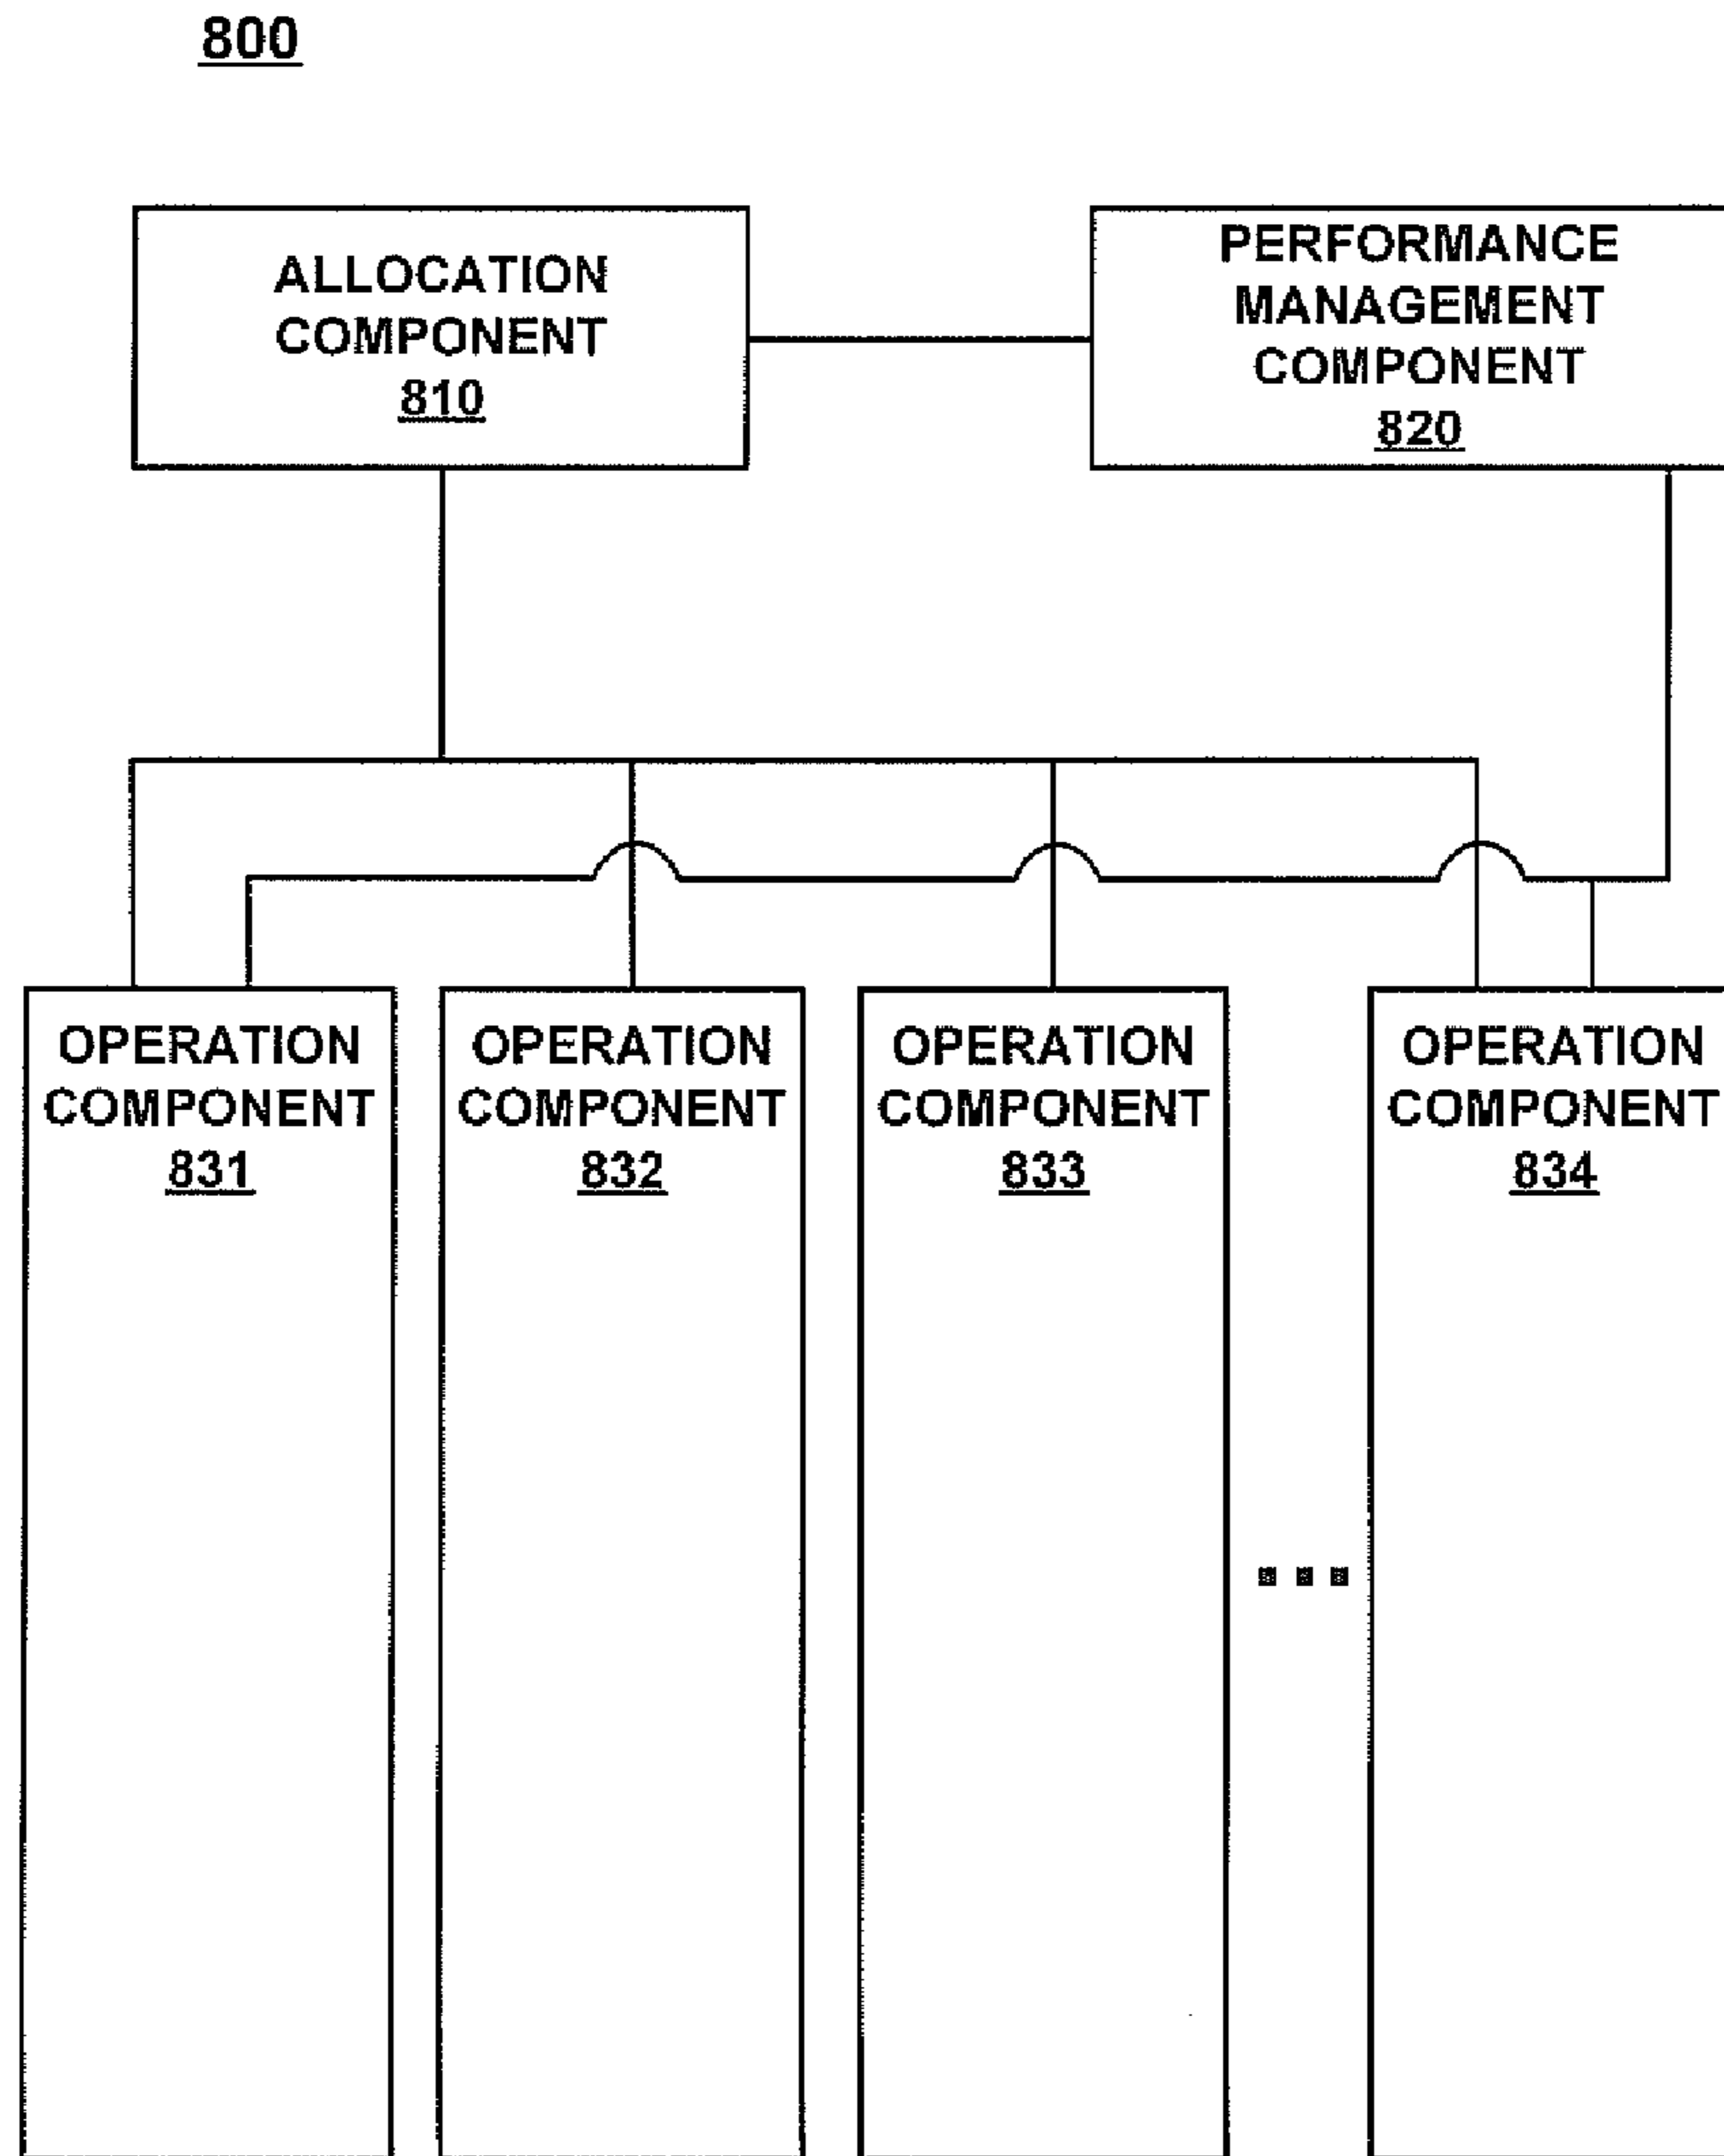 800
ALLOCATION
COMPONENT
810
PERFORMANCE
MANAGEMENT
COMPONENT
820
OPERATION
COMPONENT
831
OPERATION
COMPONENT
832
OPERATION
COMPONENT
833
OPERATION
COMPONENT
834